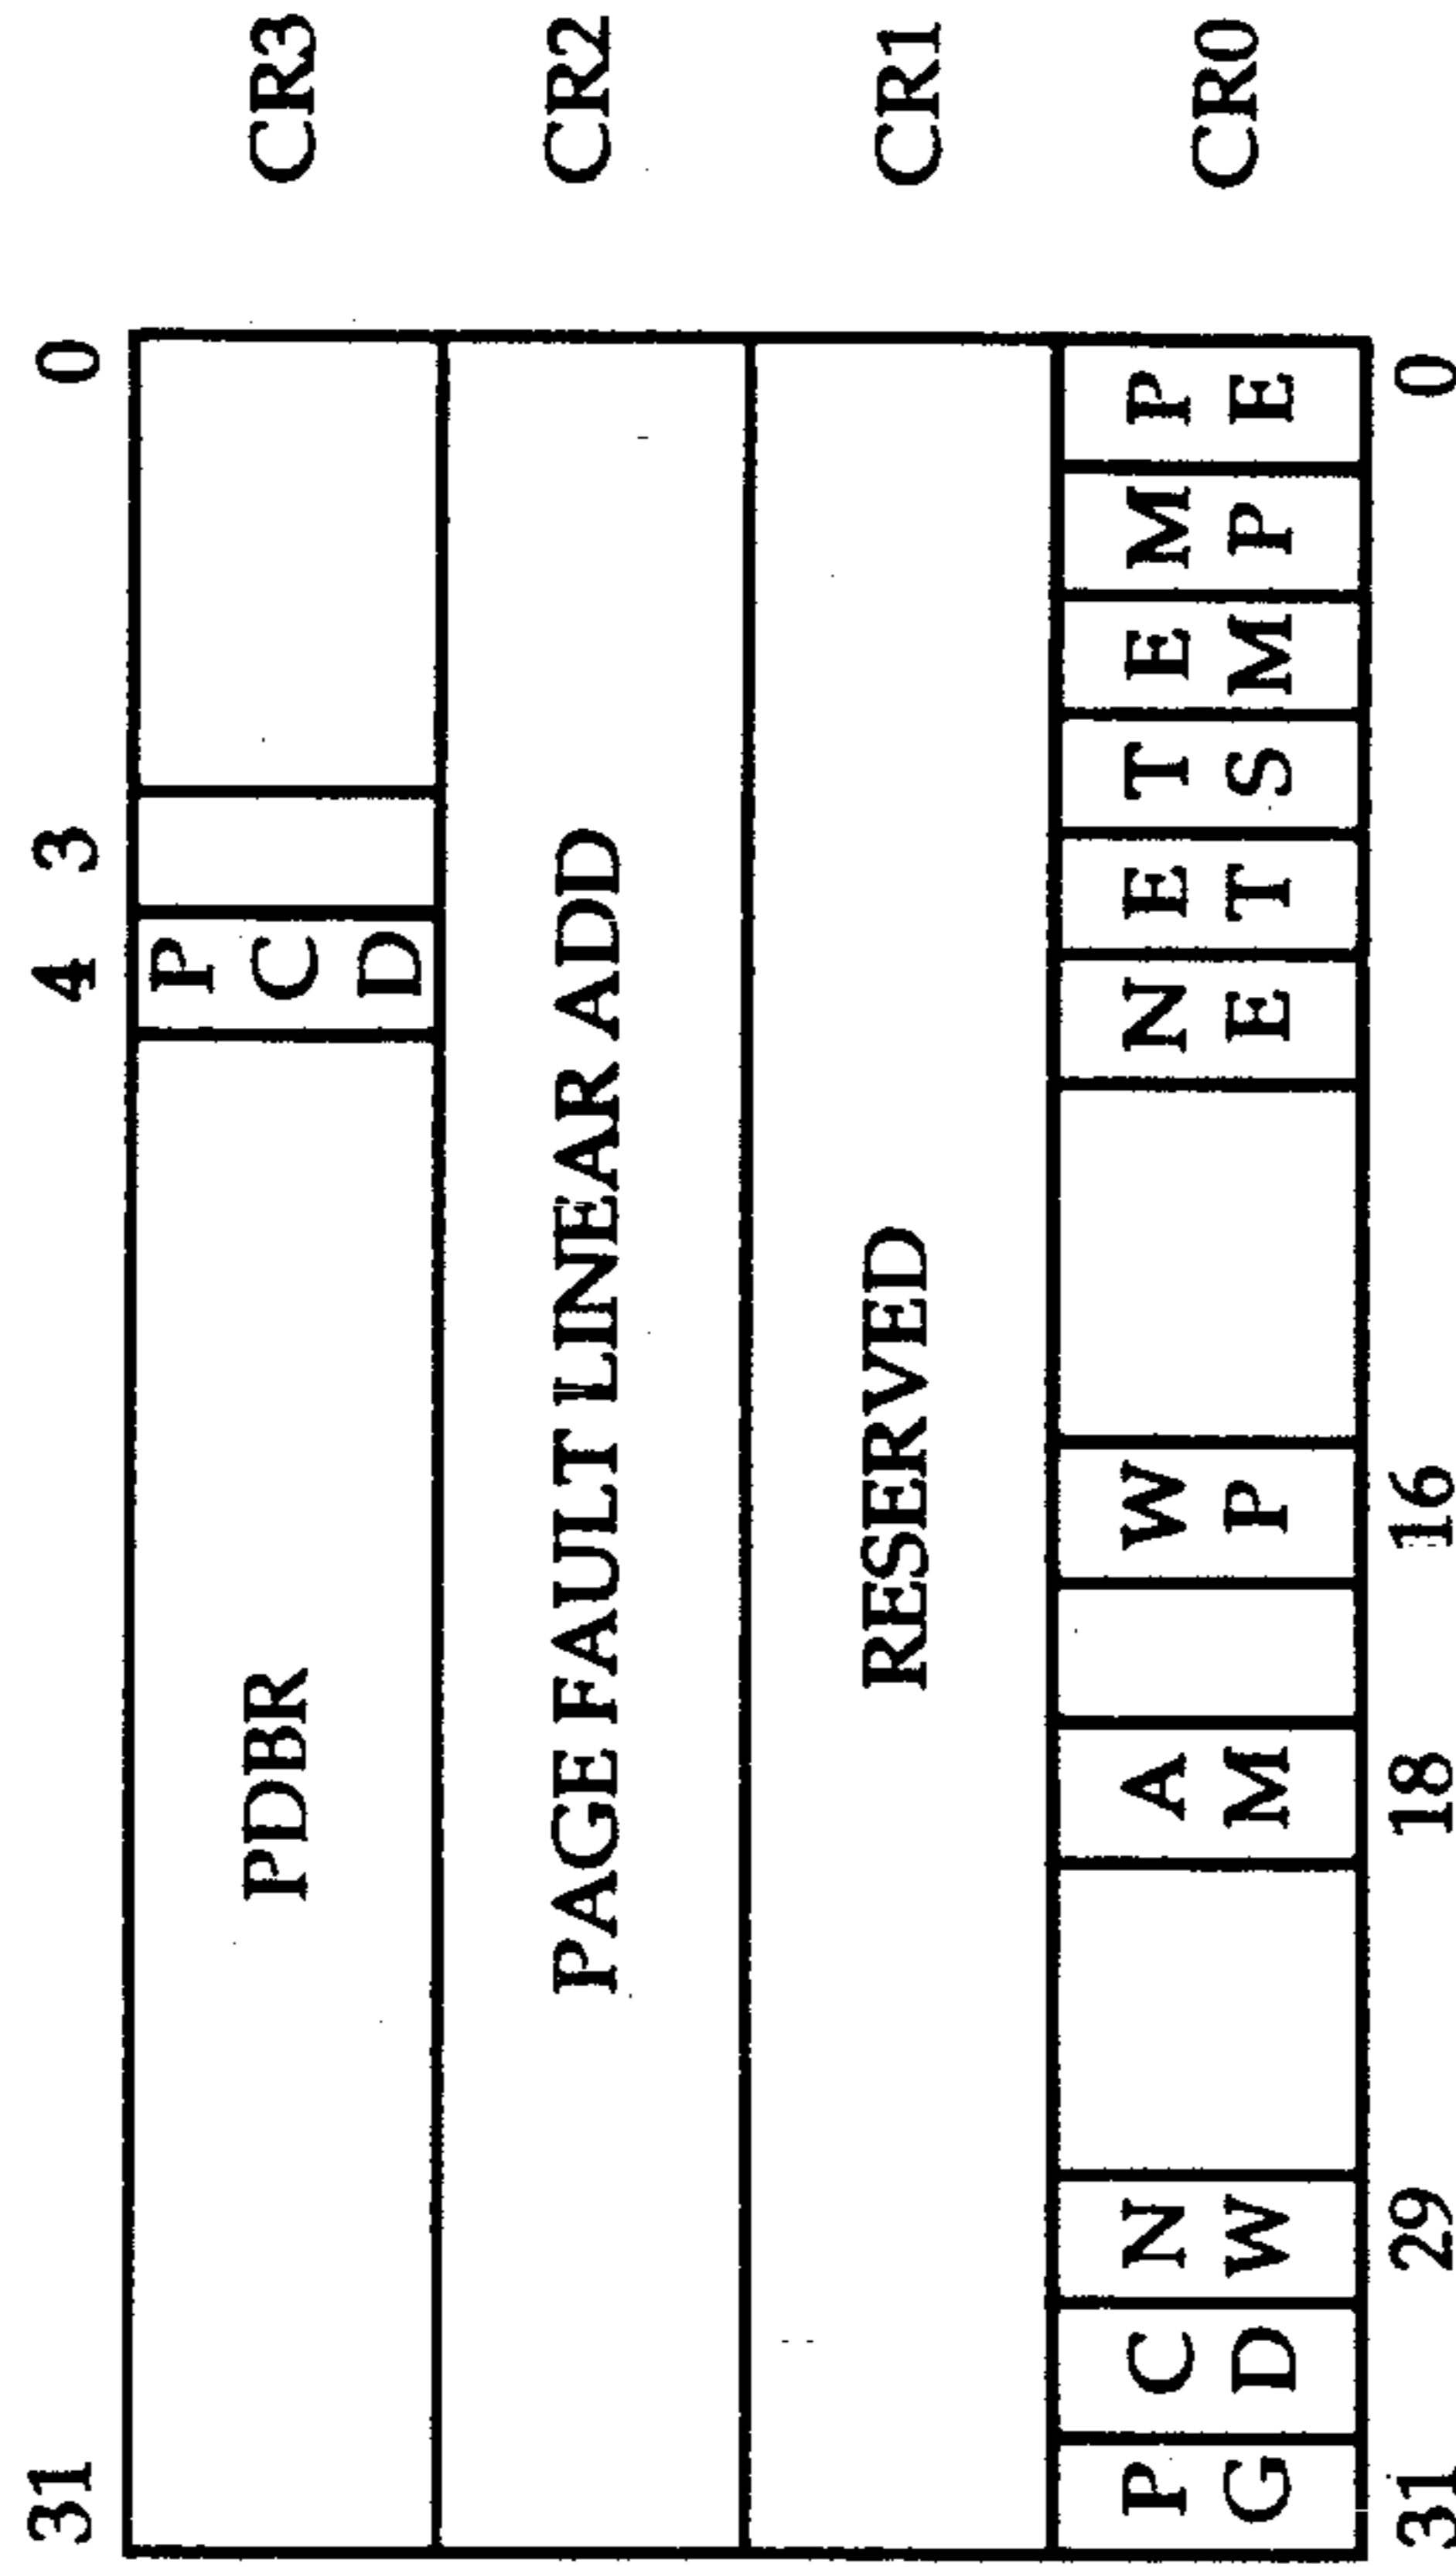 31 4 3 0
PDBR P C D CR3
PAGE FAULT LINEAR ADD CR2
RESERVED CR1
PG CD NW AM WP NE ET TS EM MP PE CR0
31 29 18 16 0